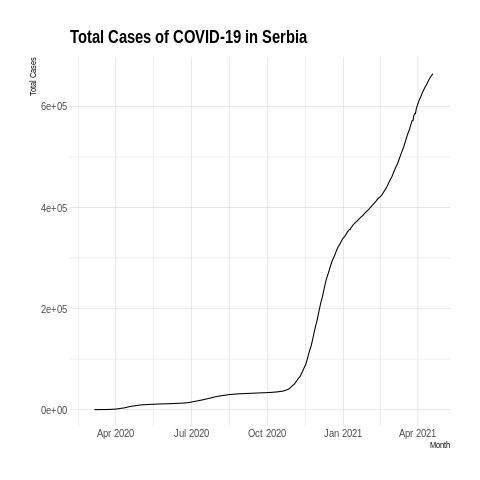 Total Cases of COVID-19 in Serbia
Total Cases
6e+05
4e+05
2e+05
0e+00
Apr 2020 Jul 2020 Oct 2020 Jan 2021 Apr 2021
Month